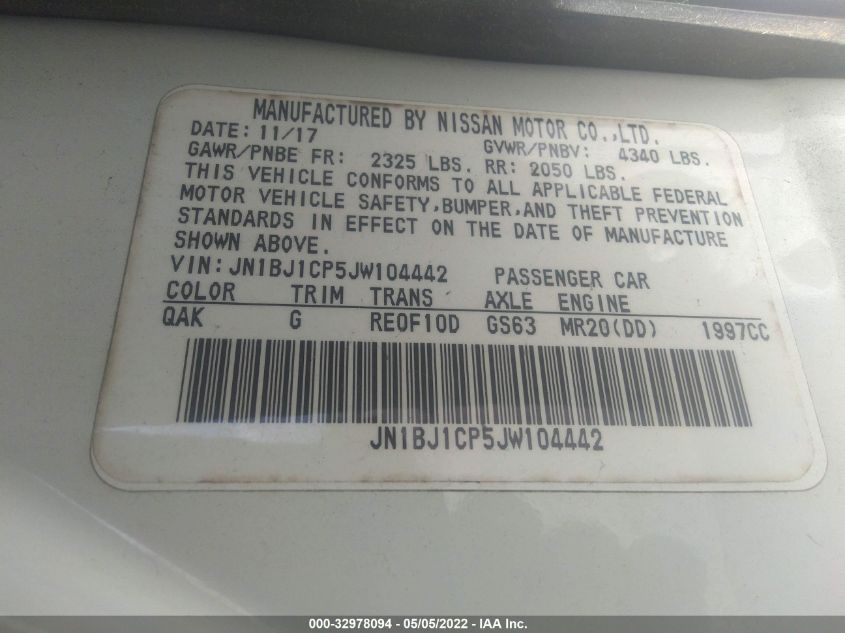 MANUFACTURED BY NISSAN MOTOR CO.,LTD.
DATE: 11/17 GVWR/PNBV: 4340 LBS.
GAWR/PNBE FR: 2325 LBS. RR: 2050 LBS.
THIS VEHICLE CONFORMS TO ALL APPLICABLE FEDERAL
MOTOR VEHICLE SAFETY,BUMPER,AND THEFT PREVENTION
STANDARDS IN EFFECT ON THE DATE OF MANUFACTURE
SHOWN ABOVE.
VIN: JN1BJ1CP5JW104442 PASSENGER CAR
COLOR TRIM TRANS AXLE ENGINE
QAK G RE0F10D GS63 MR20(DD) 1997CC
JN1BJ1CP5JW104442
000-32978094 - 05/05/2022 - IAA Inc.